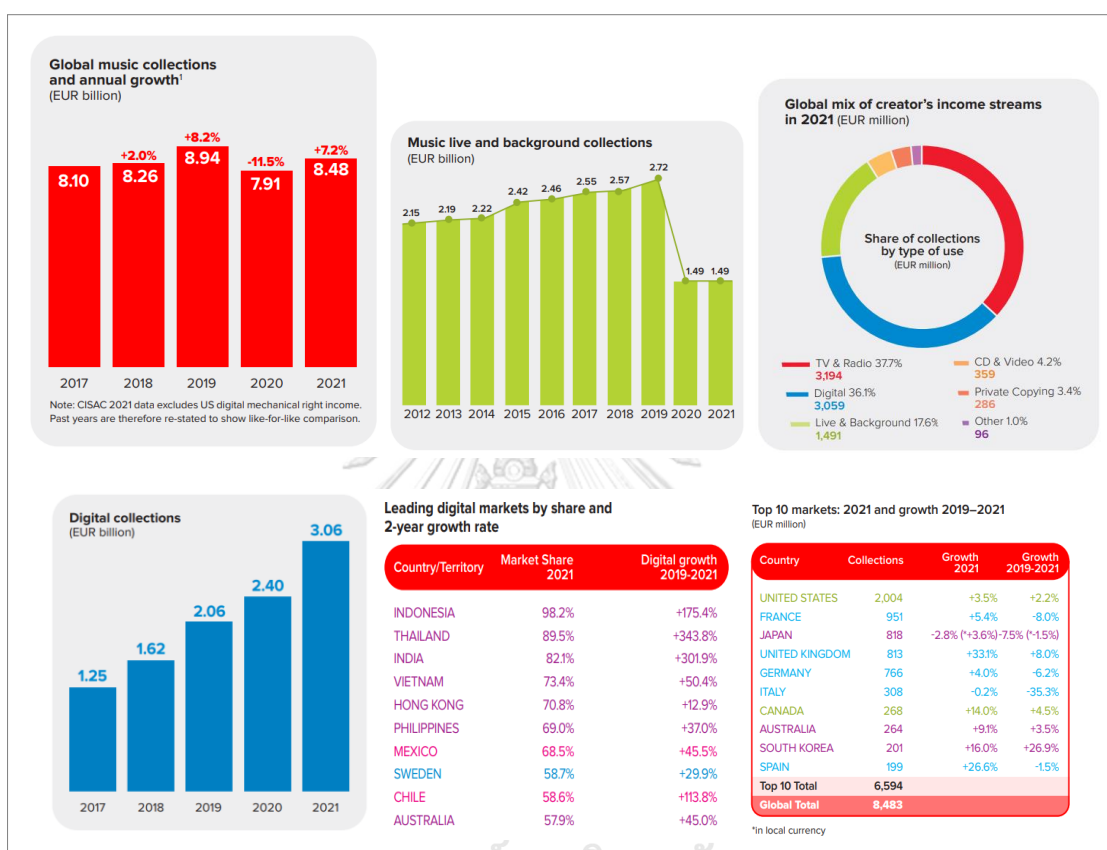 Global music collections
and annual growth¹
(EUR billion)
+8.2%
+2.0%
-11.5%
+7.2%
8.10
8.26
8.94
7.91
8.48
2017 2018 2019 2020 2021
Note: CISAC 2021 data excludes US digital mechanical right income.
Past years are therefore re-stated to show like-for-like comparison.
Music live and background collections
(EUR billion)
2.15 2.19 2.22 2.42 2.46 2.55 2.57 2.72 1.49 1.49
2012 2013 2014 2015 2016 2017 2018 2019 2020 2021
Global mix of creator's income streams
in 2021 (EUR million)
Share of collections
by type of use
(EUR million)
TV & Radio 37.7%
3,194
Digital 36.1%
3,059
Live & Background 17.6%
1,491
CD & Video 4.2%
359
Private Copying 3.4%
286
Other 1.0%
96
Digital collections
(EUR billion)
1.25 1.62 2.06 2.40 3.06
2017 2018 2019 2020 2021
Leading digital markets by share and
2-year growth rate
Country/Territory Market Share 2021 Digital growth 2019-2021
INDONESIA 98.2% +175.4%
THAILAND 89.5% +343.8%
INDIA 82.1% +301.9%
VIETNAM 73.4% +50.4%
HONG KONG 70.8% +12.9%
PHILIPPINES 69.0% +37.0%
MEXICO 68.5% +45.5%
SWEDEN 58.7% +29.9%
CHILE 58.6% +113.8%
AUSTRALIA 57.9% +45.0%
Top 10 markets: 2021 and growth 2019–2021
(EUR million)
Country Collections Growth 2021 Growth 2019-2021
UNITED STATES 2,004 +3.5% +2.2%
FRANCE 951 +5.4% -8.0%
JAPAN 818 -2.8% (*+3.6%) -7.5% (*-1.5%)
UNITED KINGDOM 813 +33.1% +8.0%
GERMANY 766 +4.0% -6.2%
ITALY 308 -0.2% -35.3%
CANADA 268 +14.0% +4.5%
AUSTRALIA 264 +9.1% +3.5%
SOUTH KOREA 201 +16.0% +26.9%
SPAIN 199 +26.6% -1.5%
Top 10 Total 6,594
Global Total 8,483
*in local currency